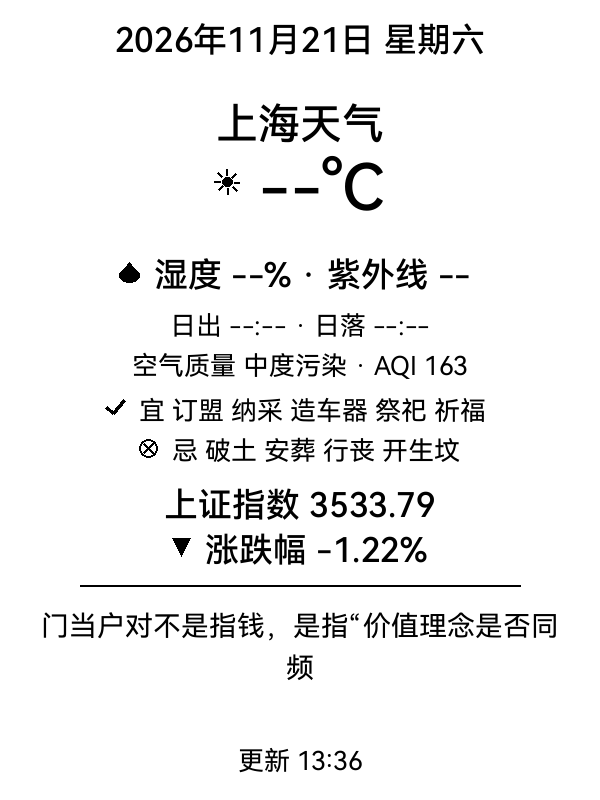 2026年11月21日 星期六
上海天气
--°C
湿度 --% · 紫外线 --
日出 --:-- · 日落 --:--
空气质量 中度污染 · AQI 163
宜 订盟 纳采 造车器 祭祀 祈福
忌 破土 安葬 行丧 开生坟
上证指数 3533.79
▼ 涨跌幅 -1.22%
门当户对不是指钱，是指“价值理念是否同
频
更新 13:36